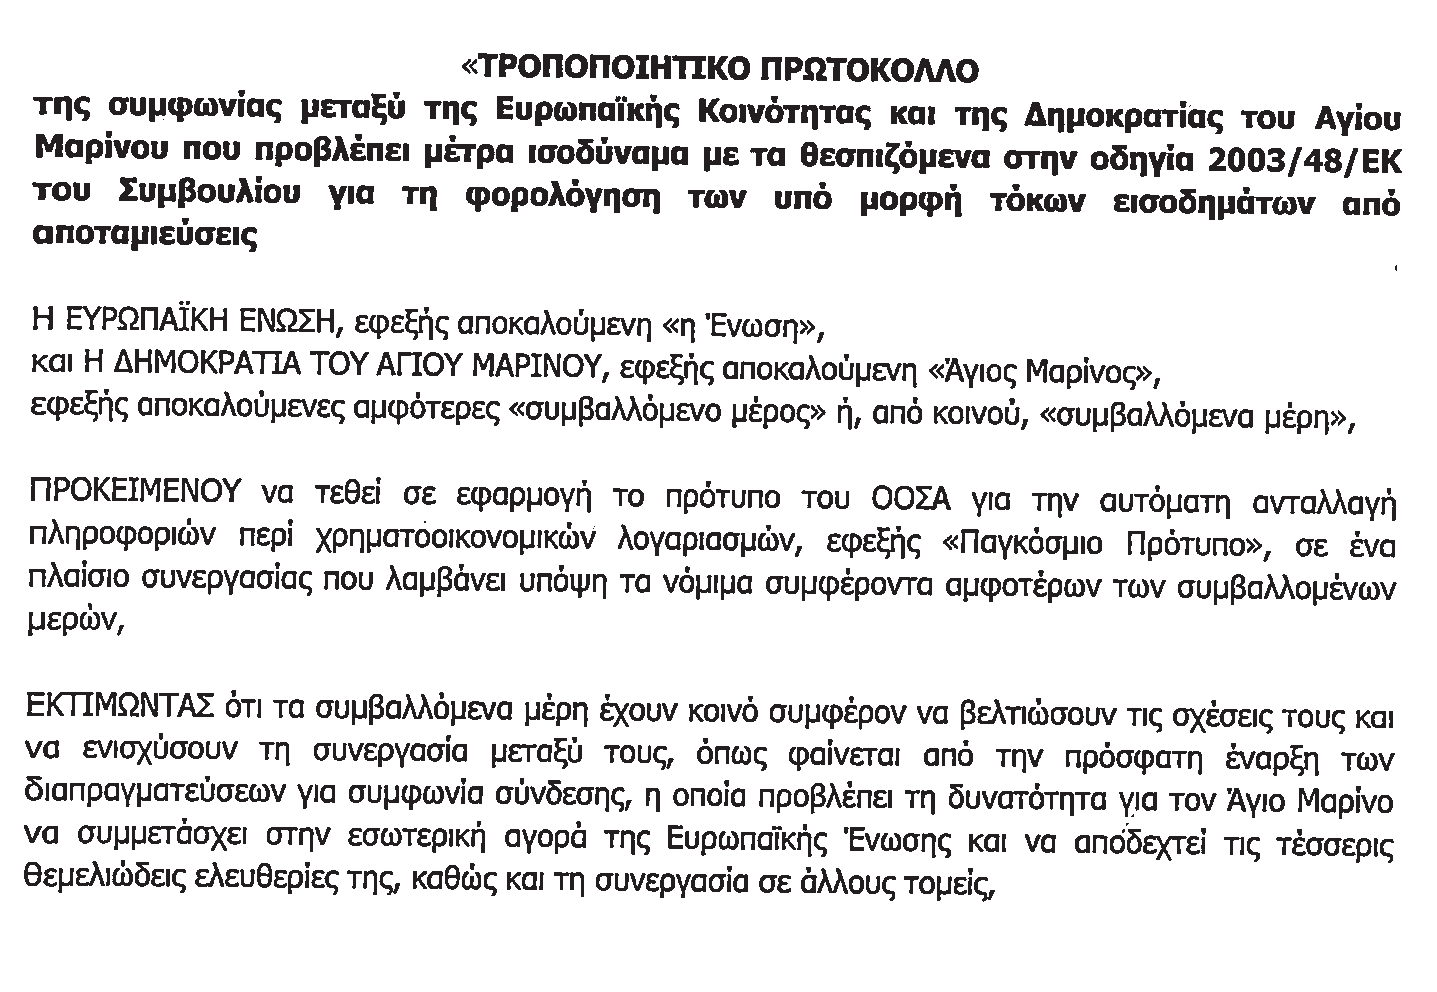 «ΤΡΟΠΟΠΟΙΗΤΙΚΟ ΠΡΩΤΟΚΟΛΛΟ
της συμφωνίας μεταξύ της Ευρωπαϊκής Κοινότητας και της Δημοκρατίας του Αγίου
Μαρίνου που προβλέπει μέτρα ισοδύναμα με τα θεσπιζόμενα στην οδηγία 2003/48/ΕΚ
του Συμβουλίου για τη φορολόγηση των υπό μορφή τόκων εισοδημάτων από
αποταμιεύσεις
Η ΕΥΡΩΠΑΪΚΗ ΕΝΩΣΗ, εφεξής αποκαλούμενη «η Ένωση»,
και Η ΔΗΜΟΚΡΑΤΙΑ ΤΟΥ ΑΓΙΟΥ ΜΑΡΙΝΟΥ, εφεξής αποκαλούμενη «Άγιος Μαρίνος»,
εφεξής αποκαλούμενες αμφότερες «συμβαλλόμενο μέρος» ή, από κοινού, «συμβαλλόμενα μέρη»,
ΠΡΟΚΕΙΜΕΝΟΥ να τεθεί σε εφαρμογή το πρότυπο του ΟΟΣΑ για την αυτόματη ανταλλαγή
πληροφοριών περί χρηματοοικονομικών λογαριασμών, εφεξής «Παγκόσμιο Πρότυπο», σε ένα
πλαίσιο συνεργασίας που λαμβάνει υπόψη τα νόμιμα συμφέροντα αμφοτέρων των συμβαλλομένων
μερών,
ΕΚΤΙΜΩΝΤΑΣ ότι τα συμβαλλόμενα μέρη έχουν κοινό συμφέρον να βελτιώσουν τις σχέσεις τους και
να ενισχύσουν τη συνεργασία μεταξύ τους, όπως φαίνεται από την πρόσφατη έναρξη των
διαπραγματεύσεων για συμφωνία σύνδεσης, η οποία προβλέπει τη δυνατότητα για τον Άγιο Μαρίνο
να συμμετάσχει στην εσωτερική αγορά της Ευρωπαϊκής Ένωσης και να αποδεχτεί τις τέσσερις
θεμελιώδεις ελευθερίες της, καθώς και τη συνεργασία σε άλλους τομείς,